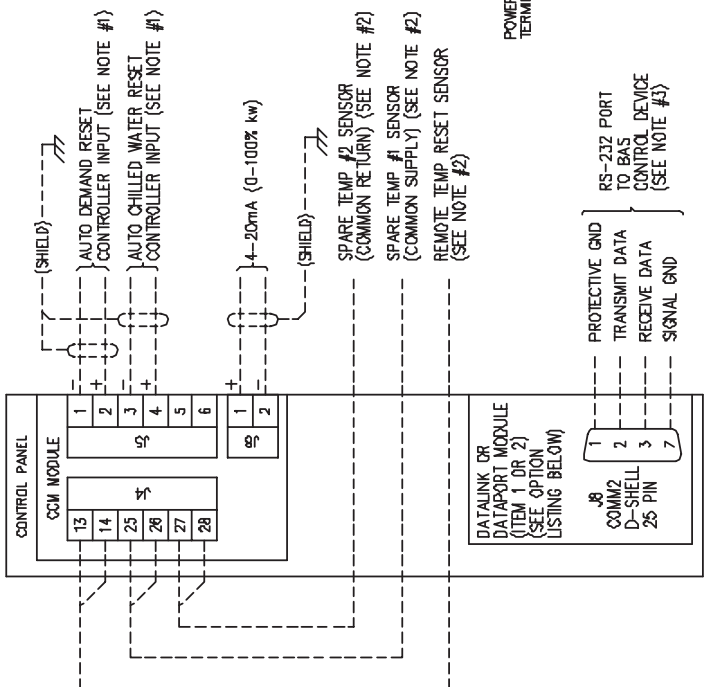 CONTROL PANEL
CCM MODULE
J4
13
14
25
26
27
28
J5
1
2
3
4
5
6
J8
1
2
-
+
-
+
+
-
(SHIELD)
AUTO DEMAND RESET
CONTROLLER INPUT (SEE NOTE #1)
AUTO CHILLED WATER RESET
CONTROLLER INPUT (SEE NOTE #1)
4-20mA (0-100% kw)
(SHIELD)
SPARE TEMP #2 SENSOR
(COMMON RETURN) (SEE NOTE #2)
SPARE TEMP #1 SENSOR
(COMMON SUPPLY) (SEE NOTE #2)
REMOTE TEMP RESET SENSOR
(SEE NOTE #2)
POWER
DATALINK OR
DATAPORT MODULE
(ITEM 1 OR 2)
(SEE OPTION
LISTING BELOW)
J8
COMM2
D-SHELL
25 PIN
1
2
3
7
PROTECTIVE GND
TRANSMIT DATA
RECEIVE DATA
SIGNAL GND
RS-232 PORT
TO BAS
CONTROL DEVICE
(SEE NOTE #3)